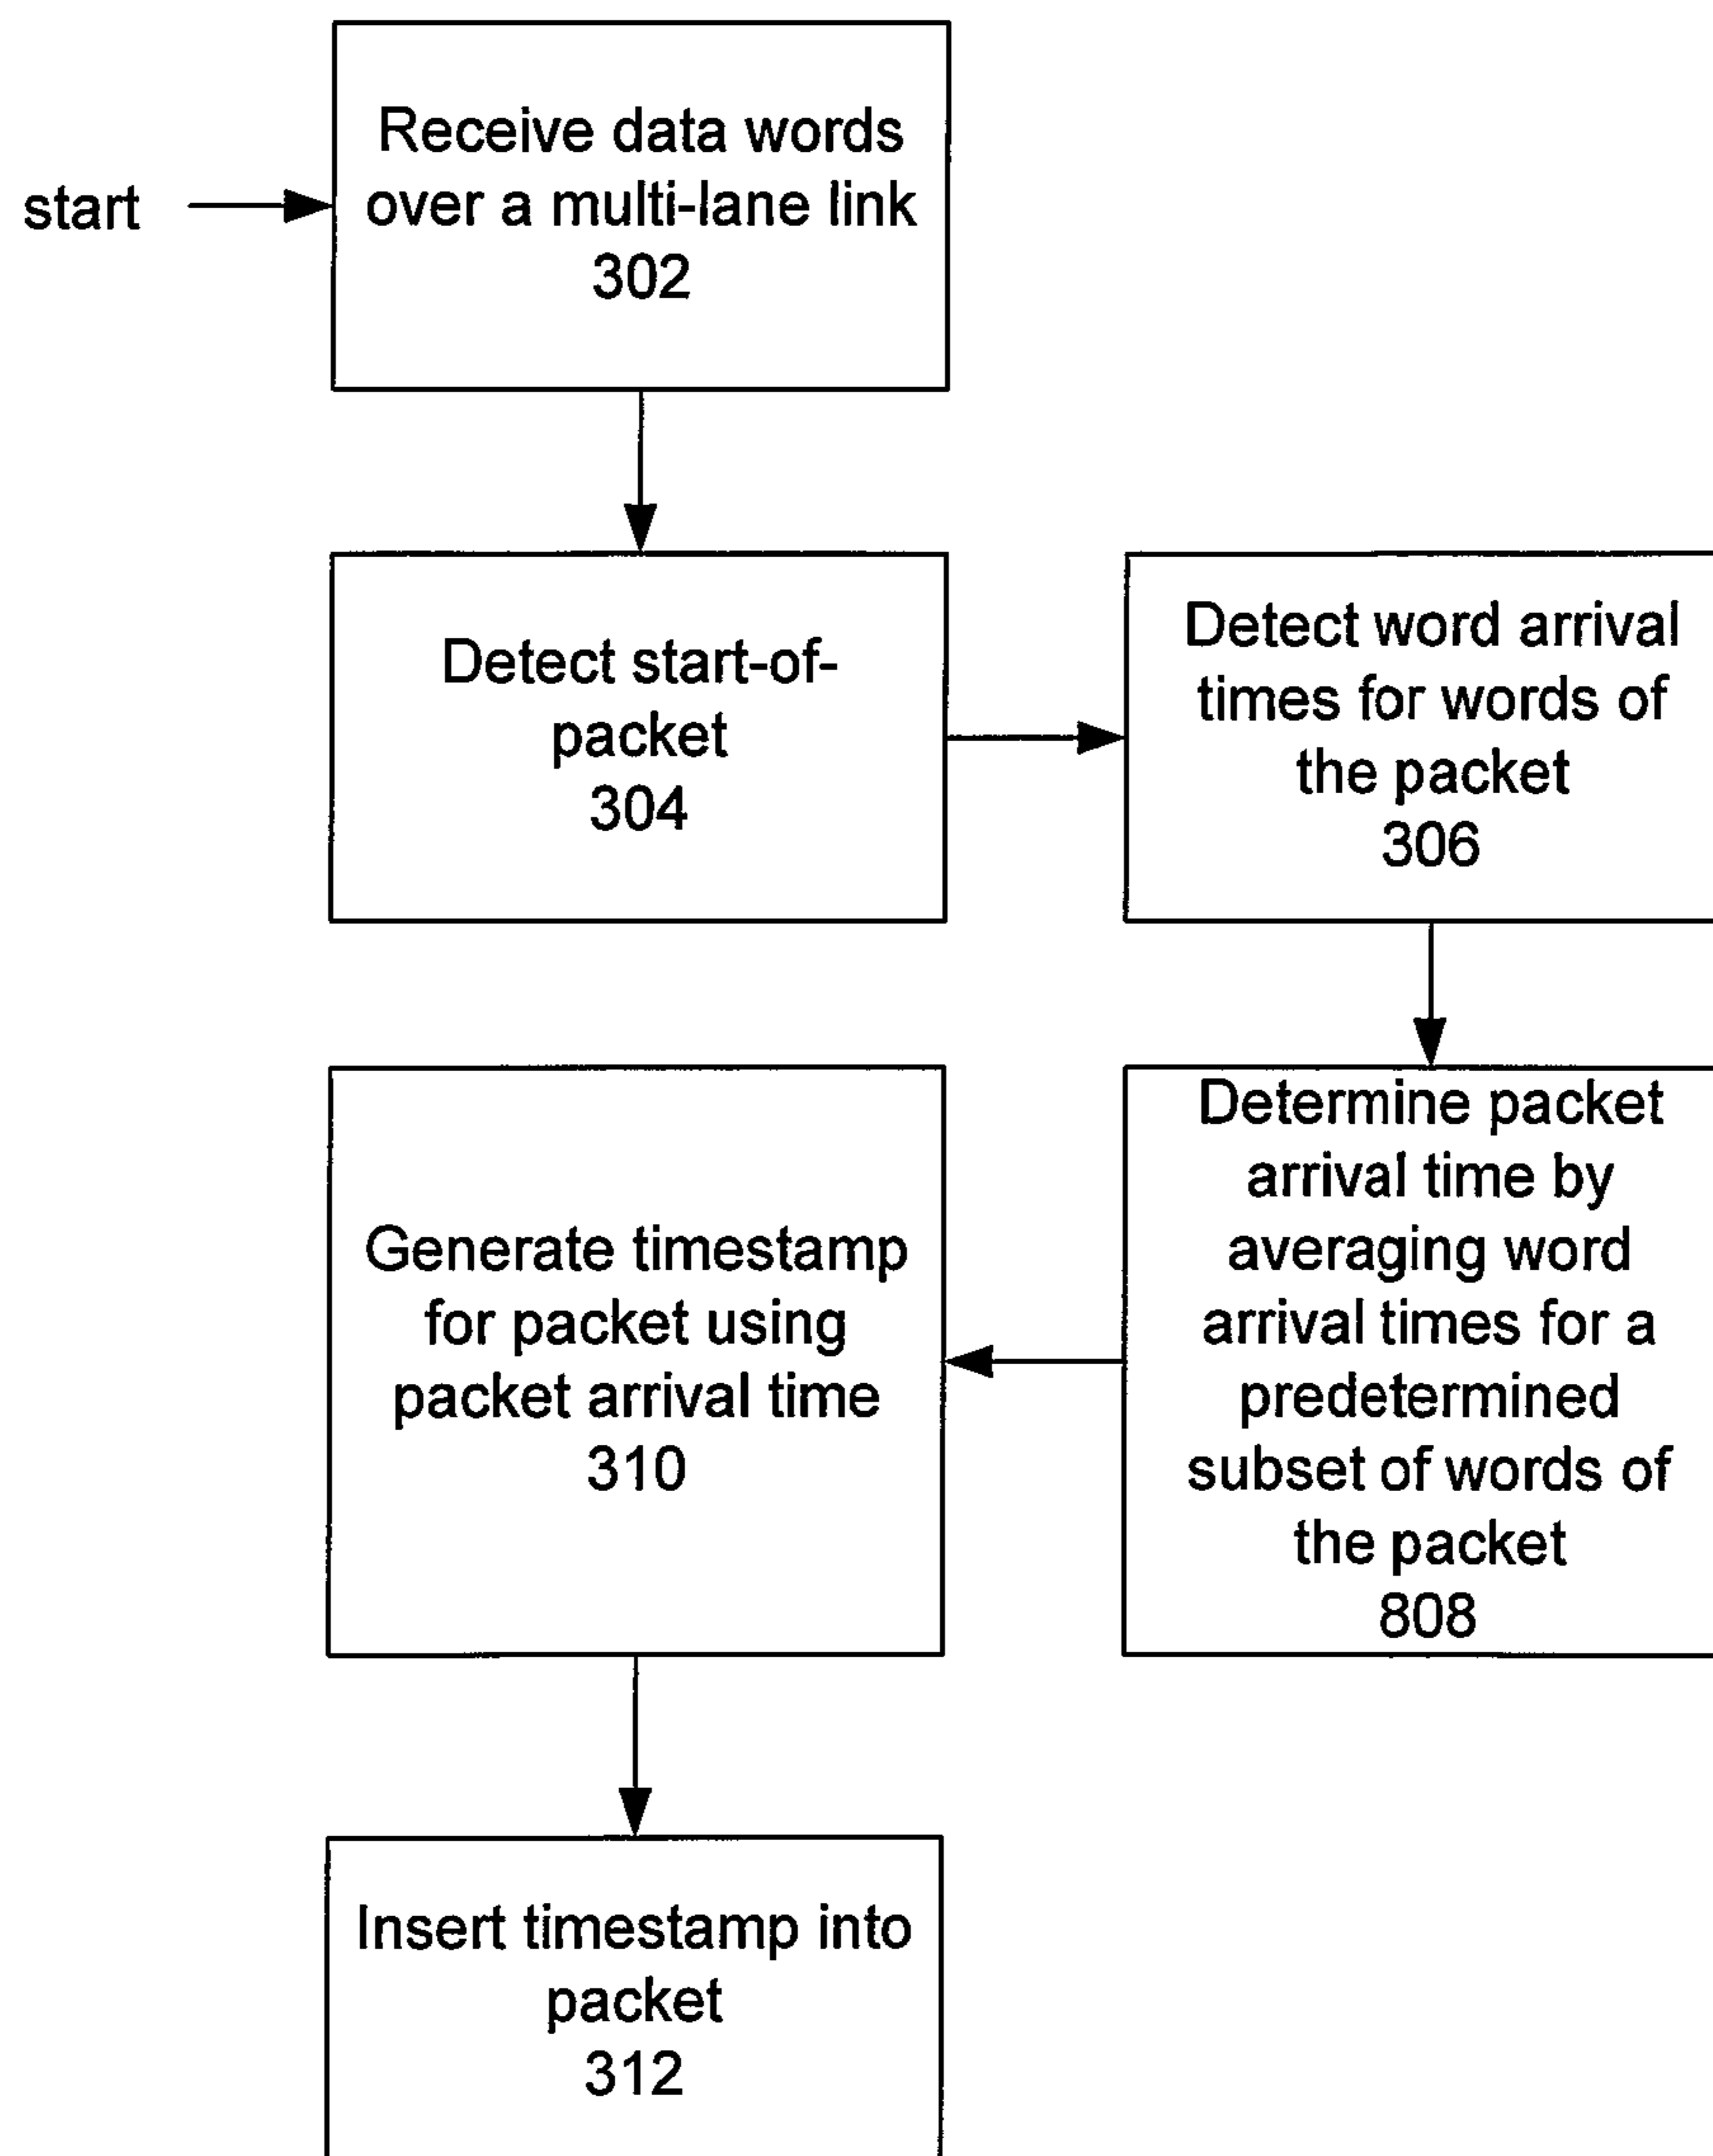 start
Receive data words
over a multi-lane link
302
Detect start-of-
packet
304
Detect word arrival
times for words of
the packet
306
Determine packet
arrival time by
averaging word
arrival times for a
predetermined
subset of words of
the packet
808
Generate timestamp
for packet using
packet arrival time
310
Insert timestamp into
packet
312